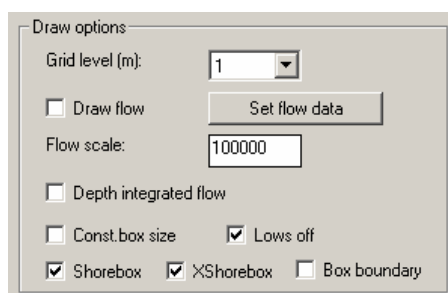 Draw options
Grid level (m):
1
Draw flow
Set flow data
Flow scale:
100000
Depth integrated flow
Const.box size
Lows off
Shorebox
XShorebox
Box boundary